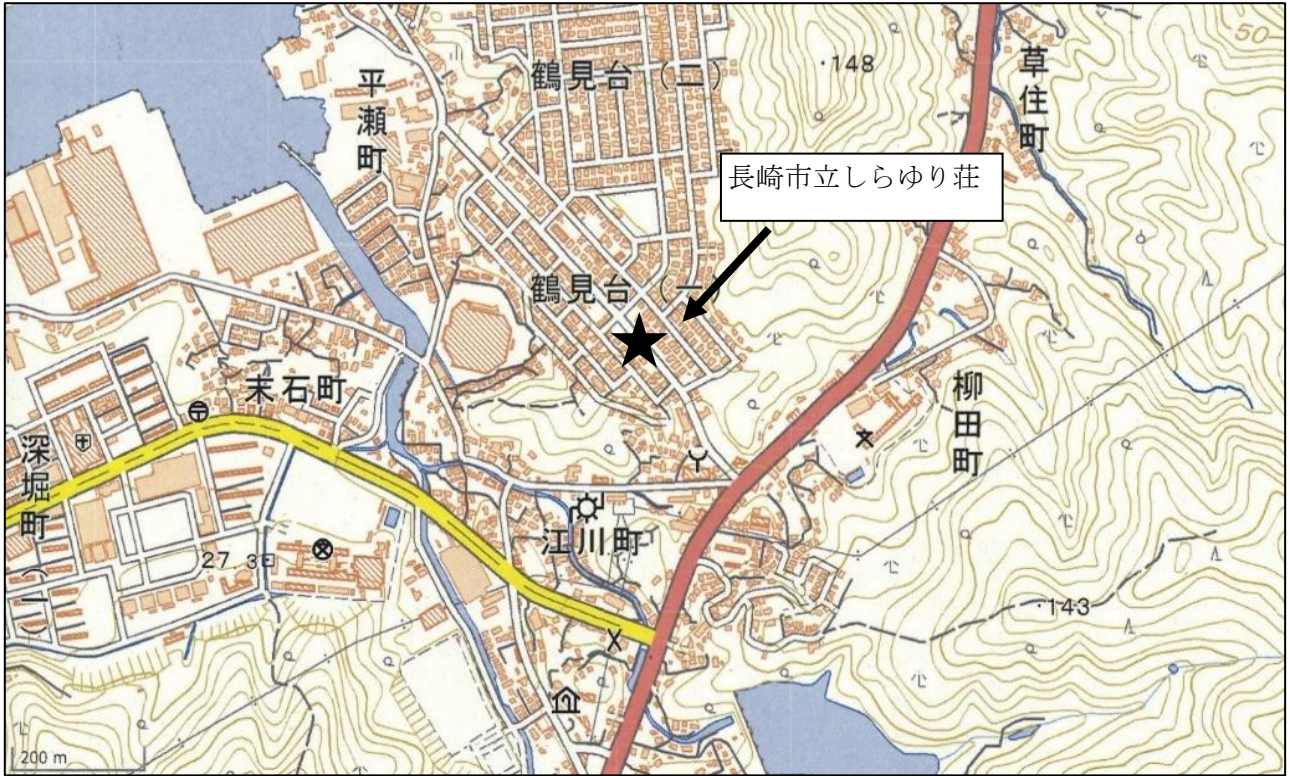 鶴見台（二）
・148
50
草住町
平瀬町
長崎市立しらゆり荘
鶴見台（一）
末石町
柳田町
深堀町（一）
江川町
27.3
・143
200 m